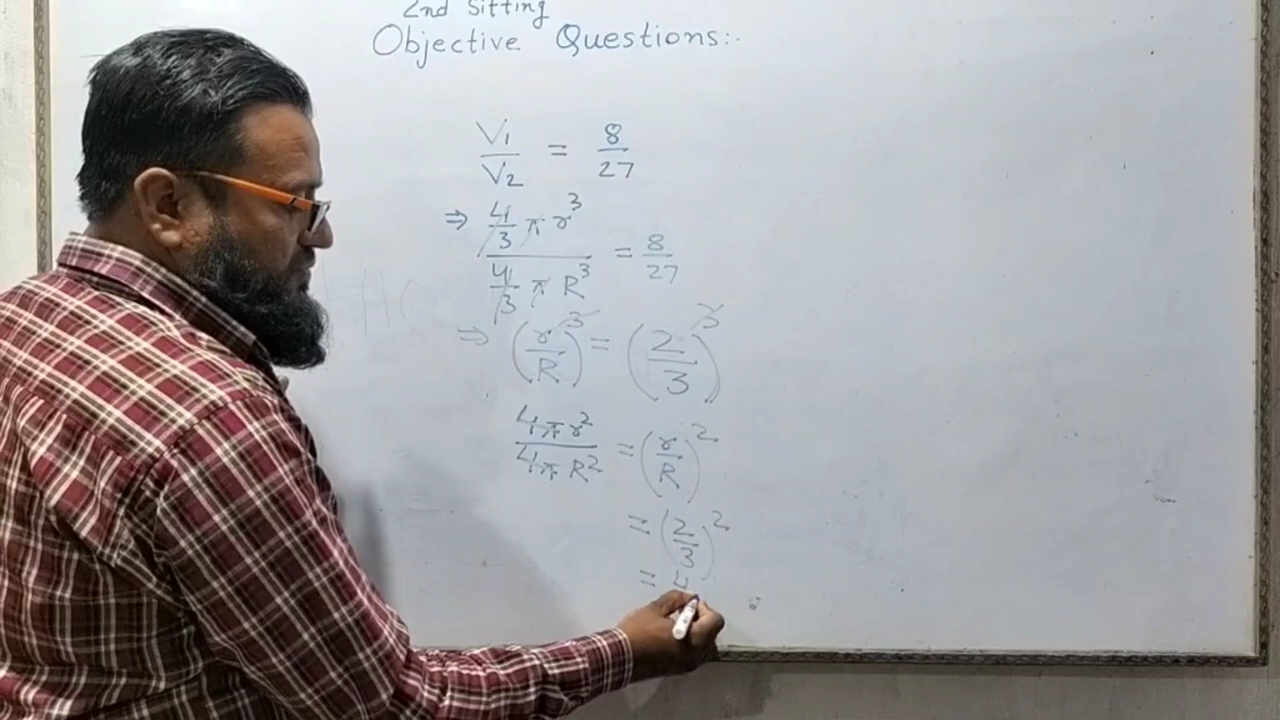 2nd Sitting
Objective Questions:-
V₁/V₂ = 8/27
⇒ (4/3 π r³)/(4/3 π R³) = 8/27
⇒ (r/R)³ = (2/3)³
4πr²/4πR² = (r/R)²
= (2/3)²
= 4